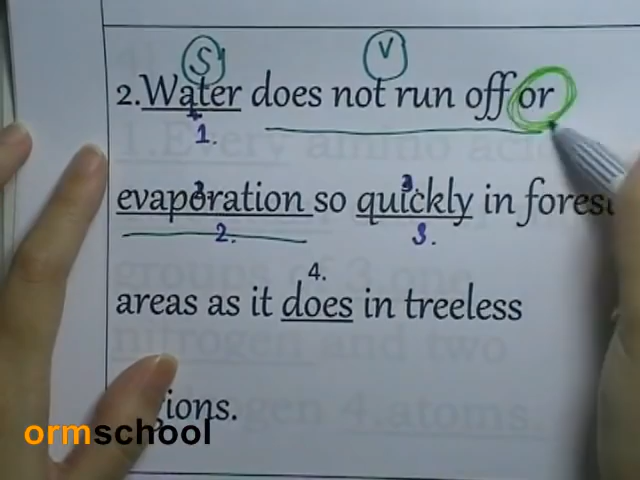 S V
2.Water does not run off or
1.
evaporation so quickly in forest
2. 3.
4.
areas as it does in treeless
ions.
ormschool